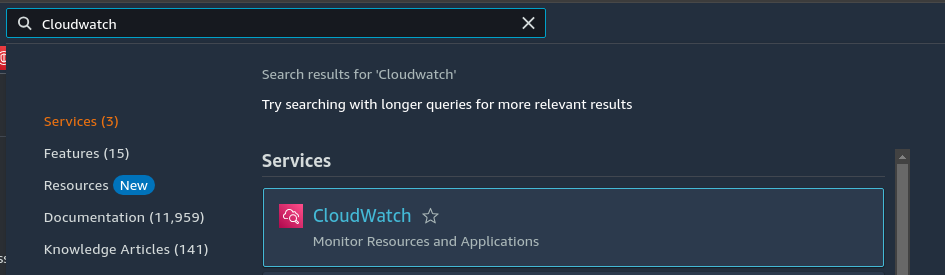 Cloudwatch
Search results for 'Cloudwatch'
Try searching with longer queries for more relevant results
Services (3)
Features (15)
Resources New
Documentation (11,959)
Knowledge Articles (141)
Services
CloudWatch
Monitor Resources and Applications